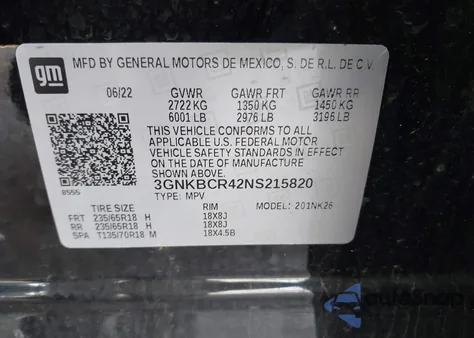 gm
MFD BY GENERAL MOTORS DE MEXICO, S. DE R.L. DE C.V.
06/22 GVWR GAWR FRT GAWR RR
2722 KG 1350 KG 1450 KG
6001 LB 2976 LB 3196 LB
THIS VEHICLE CONFORMS TO ALL
APPLICABLE U.S. FEDERAL MOTOR
VEHICLE SAFETY STANDARDS IN EFFECT
ON THE DATE OF MANUFACTURE
SHOWN ABOVE.
3GNKBCR42NS215820
8555
TYPE: MPV
MODEL: 201NK26
TIRE SIZE RIM
FRT 235/65R18 H 18X8J
RR 235/65R18 H 18X8J
SPA T135/70R18 M 18X4.5B
autosnap